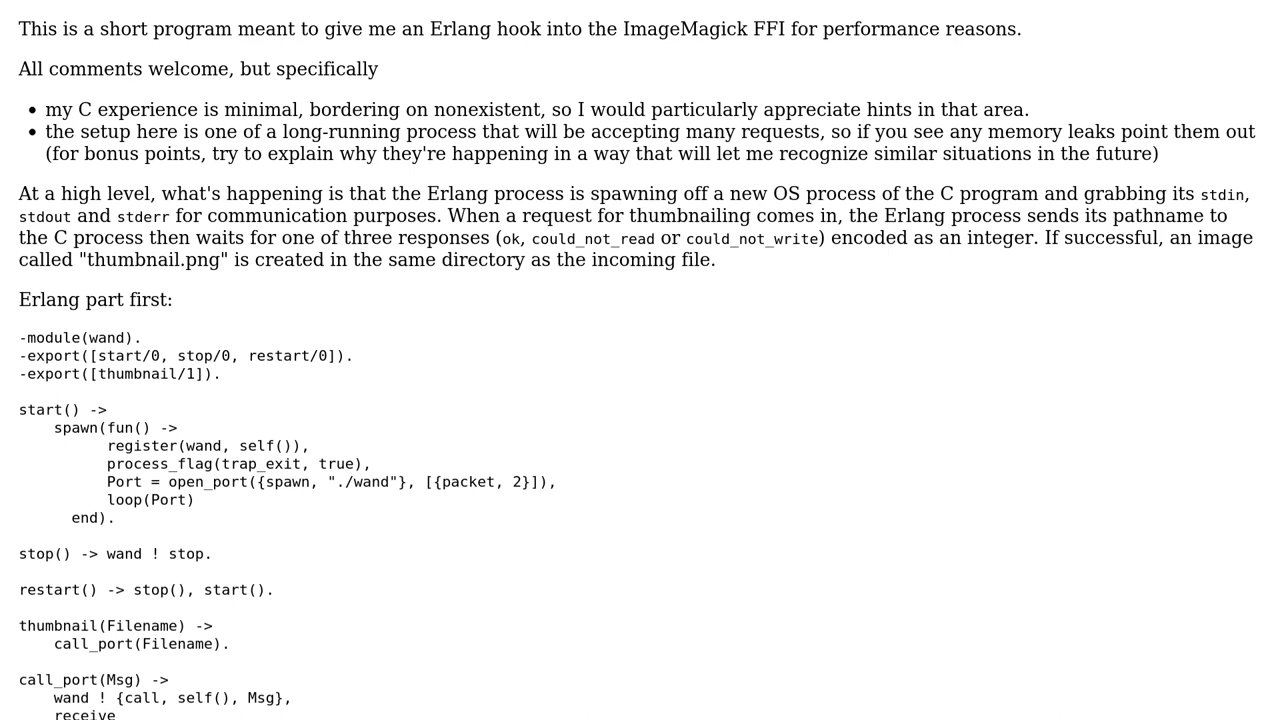 This is a short program meant to give me an Erlang hook into the ImageMagick FFI for performance reasons.
All comments welcome, but specifically
• my C experience is minimal, bordering on nonexistent, so I would particularly appreciate hints in that area.
• the setup here is one of a long-running process that will be accepting many requests, so if you see any memory leaks point them out
(for bonus points, try to explain why they're happening in a way that will let me recognize similar situations in the future)
At a high level, what's happening is that the Erlang process is spawning off a new OS process of the C program and grabbing its stdin,
stdout and stderr for communication purposes. When a request for thumbnailing comes in, the Erlang process sends its pathname to
the C process then waits for one of three responses (ok, could_not_read or could_not_write) encoded as an integer. If successful, an image
called "thumbnail.png" is created in the same directory as the incoming file.
Erlang part first:
-module(wand).
-export([start/0, stop/0, restart/0]).
-export([thumbnail/1]).
start() ->
    spawn(fun() ->
          register(wand, self()),
          process_flag(trap_exit, true),
          Port = open_port({spawn, "./wand"}, [{packet, 2}]),
          loop(Port)
      end).
stop() -> wand ! stop.
restart() -> stop(), start().
thumbnail(Filename) ->
    call_port(Filename).
call_port(Msg) ->
    wand ! {call, self(), Msg},
    receive